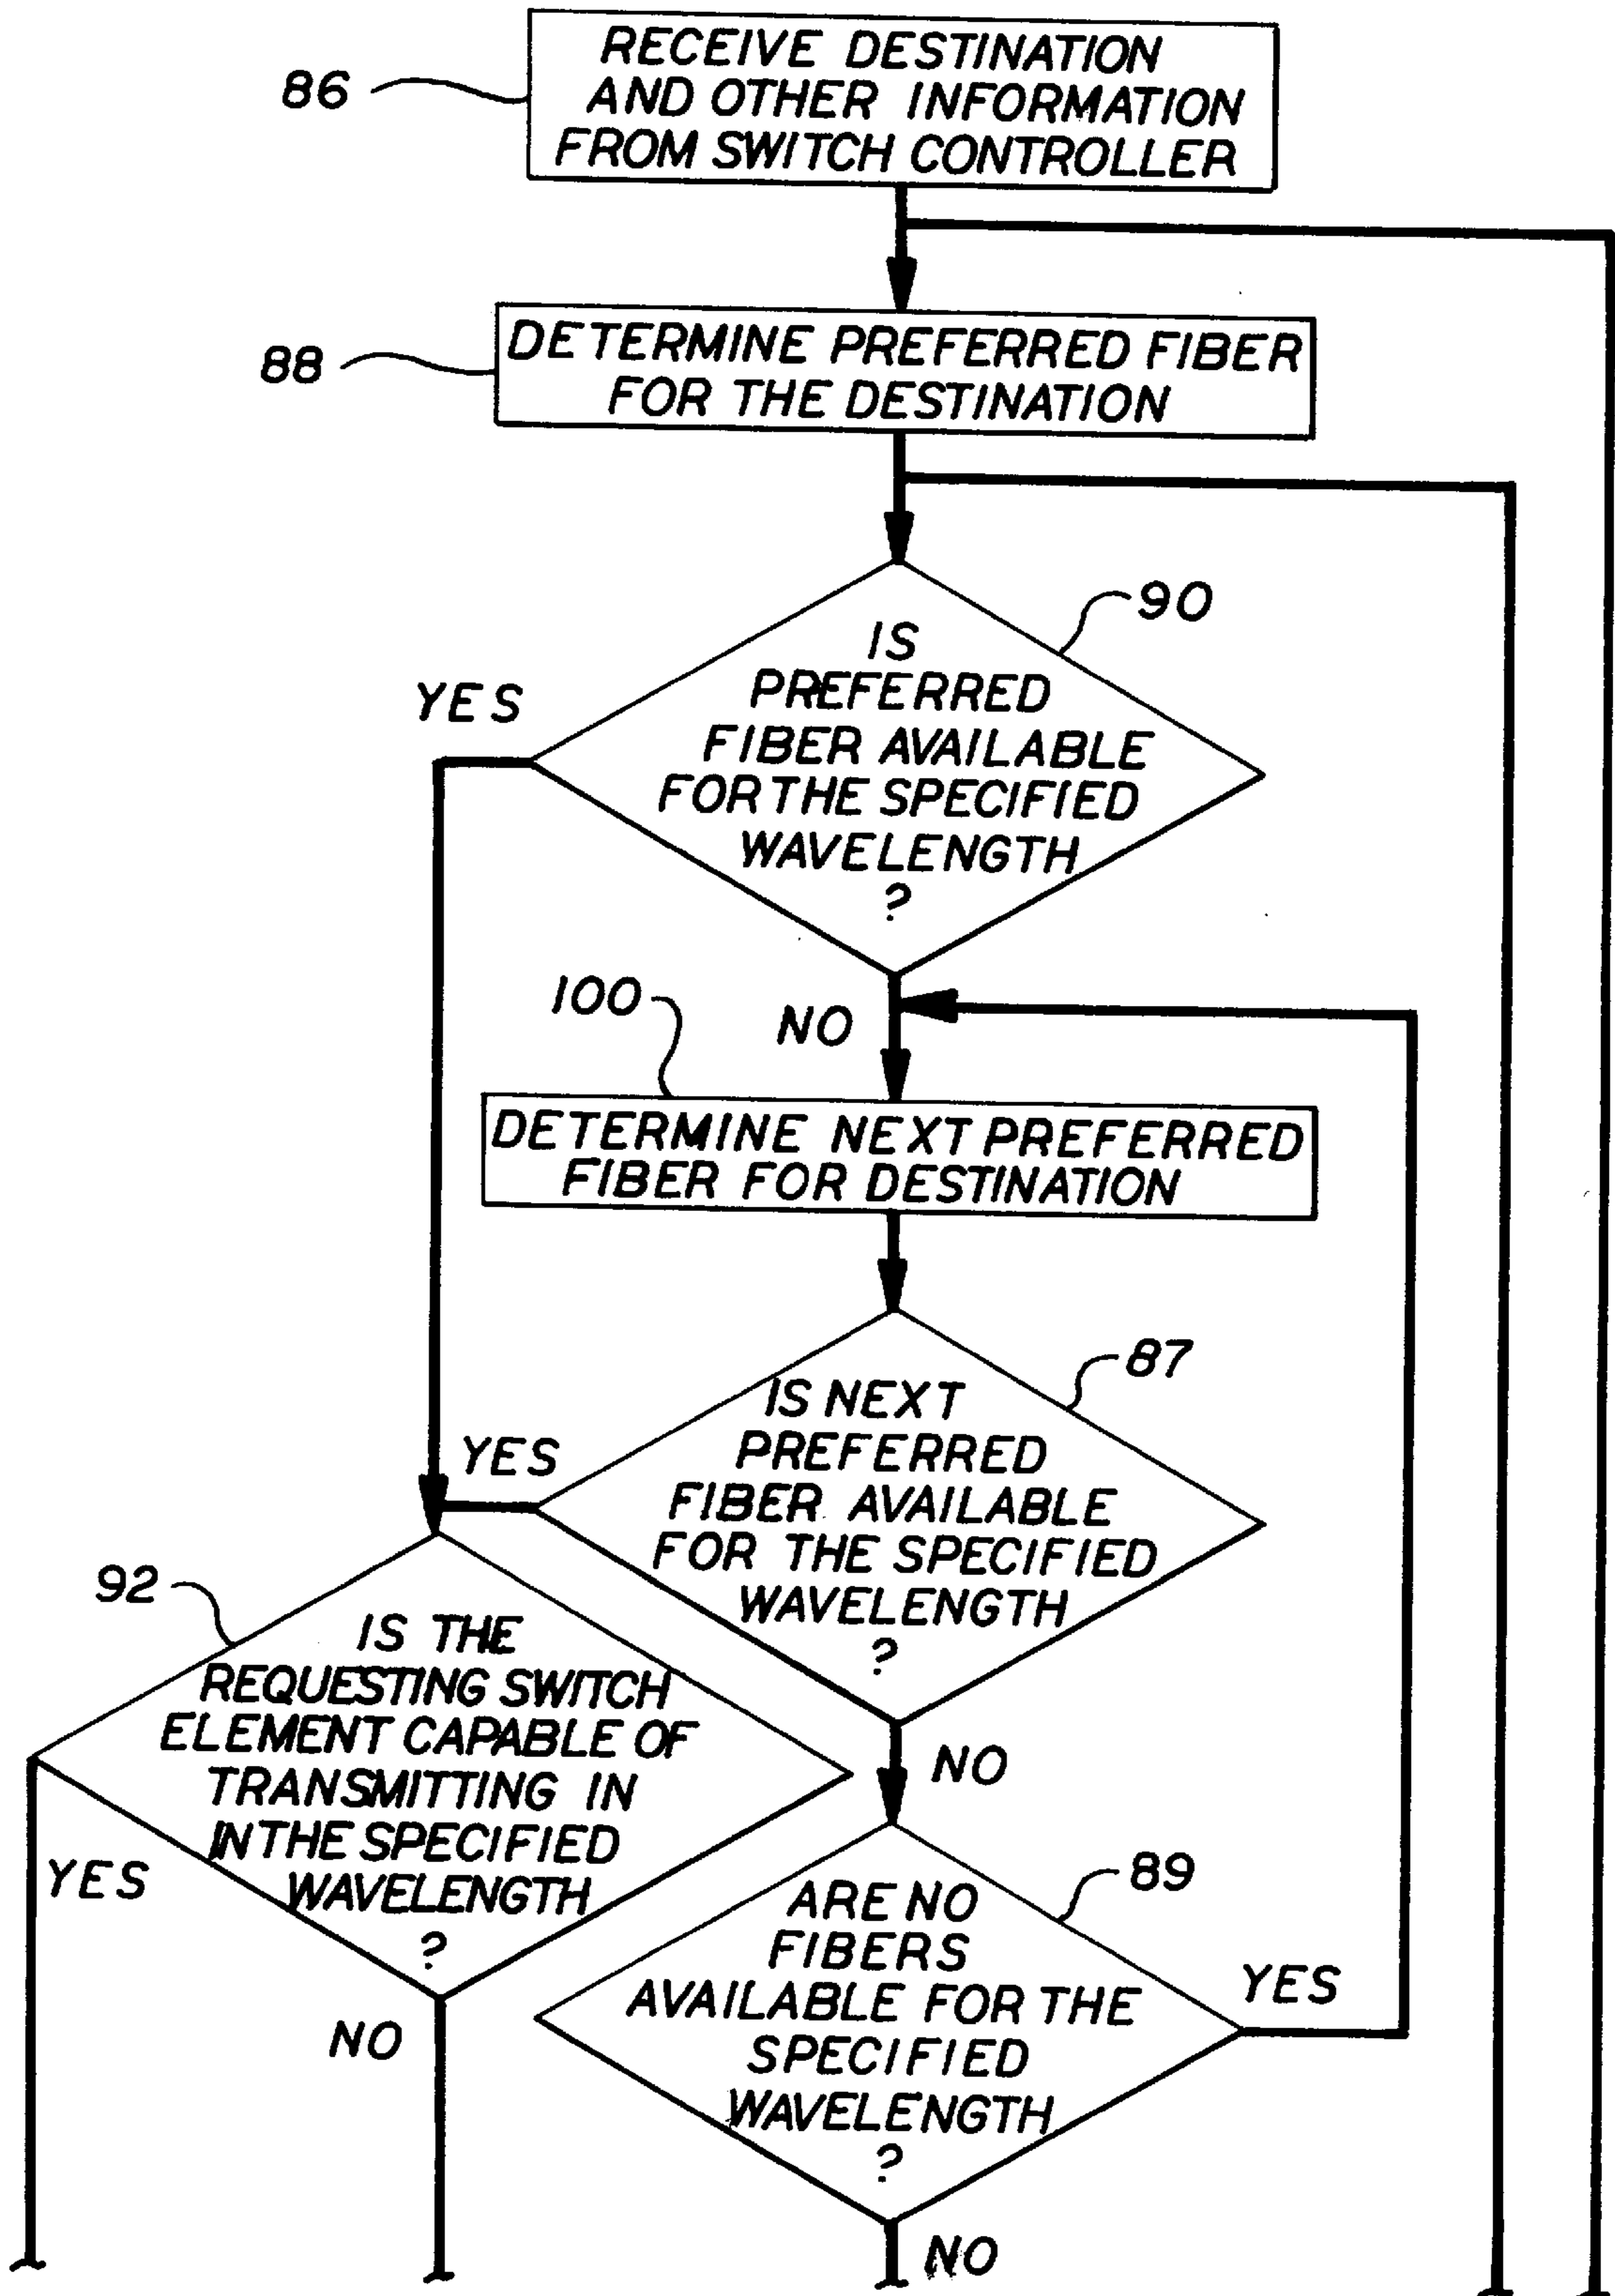 RECEIVE DESTINATION
AND OTHER INFORMATION
FROM SWITCH CONTROLLER
86
DETERMINE PREFERRED FIBER
FOR THE DESTINATION
88
90
IS
PREFERRED
FIBER AVAILABLE
FOR THE SPECIFIED
WAVELENGTH
?
YES
NO
100
DETERMINE NEXT PREFERRED
FIBER FOR DESTINATION
87
IS NEXT
PREFERRED
FIBER AVAILABLE
FOR THE SPECIFIED
WAVELENGTH
?
YES
NO
92
IS THE
REQUESTING SWITCH
ELEMENT CAPABLE OF
TRANSMITTING IN
IN THE SPECIFIED
WAVELENGTH
?
YES
NO
89
ARE NO
FIBERS
AVAILABLE FOR THE
SPECIFIED
WAVELENGTH
?
YES
NO